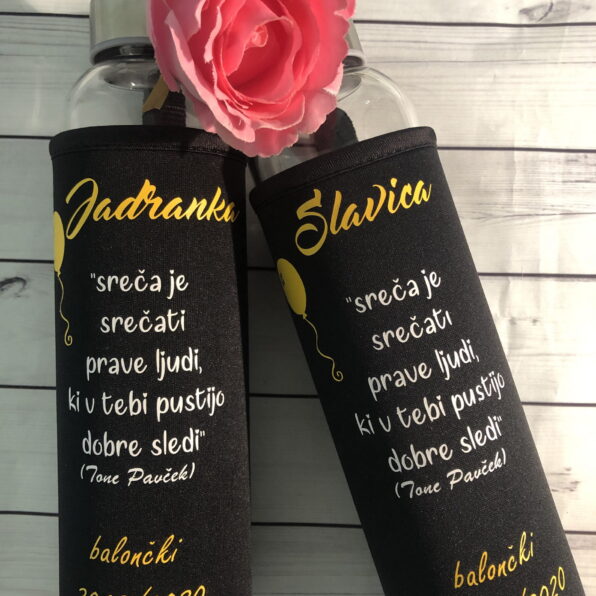 Jadranka
"sreča je
srečati
prave ljudi,
ki v tebi pustijo
dobre sledi"
(Tone Pavček)
balončki
Slavica
"sreča je
srečati
prave ljudi,
ki v tebi pustijo
dobre sledi"
(Tone Pavček)
balončki